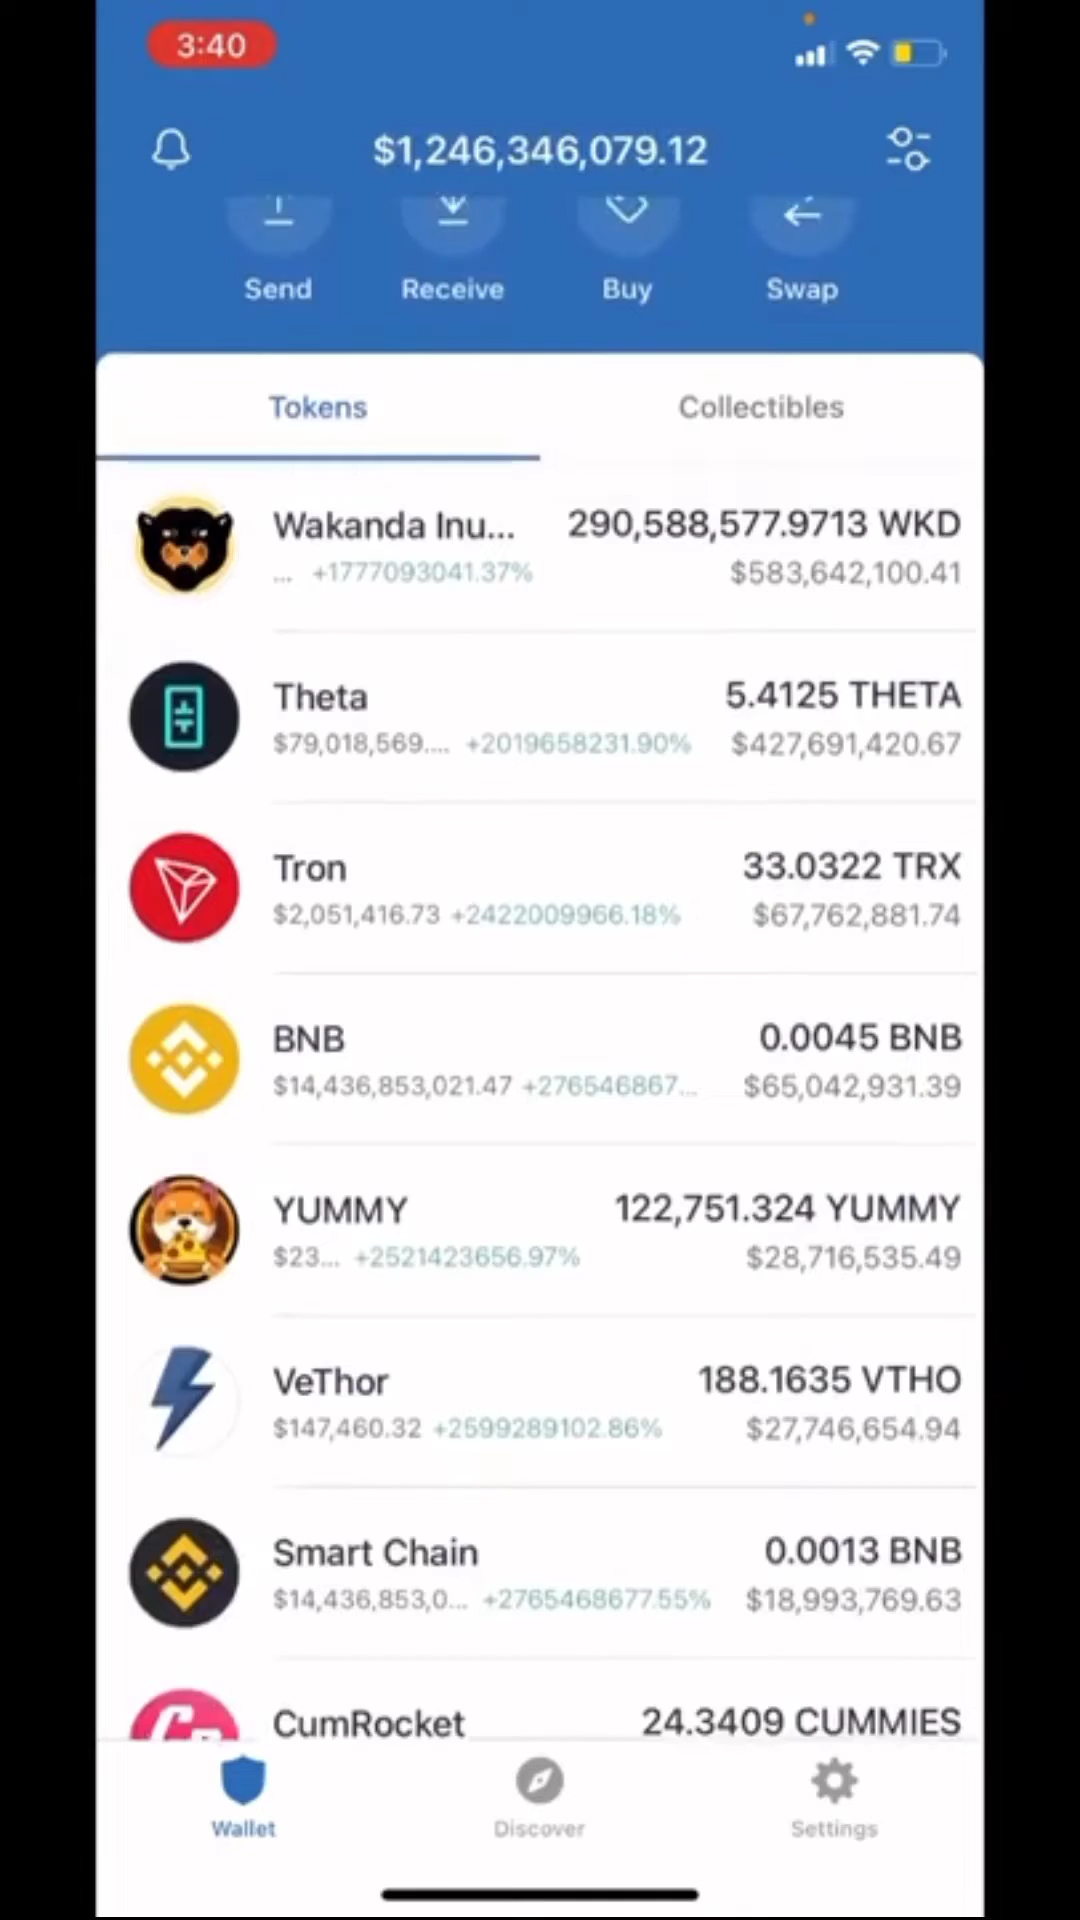 3:40
$1,246,346,079.12
Send Receive Buy Swap
Tokens Collectibles
Wakanda Inu... 290,588,577.9713 WKD
... +1777093041.37% $583,642,100.41
Theta 5.4125 THETA
$79,018,569.... +2019658231.90% $427,691,420.67
Tron 33.0322 TRX
$2,051,416.73 +2422009966.18% $67,762,881.74
BNB 0.0045 BNB
$14,436,853,021.47 +276546867... $65,042,931.39
YUMMY 122,751.324 YUMMY
$23... +2521423656.97% $28,716,535.49
VeThor 188.1635 VTHO
$147,460.32 +2599289102.86% $27,746,654.94
Smart Chain 0.0013 BNB
$14,436,853,0... +2765468677.55% $18,993,769.63
CumRocket 24.3409 CUMMIES
Wallet Discover Settings